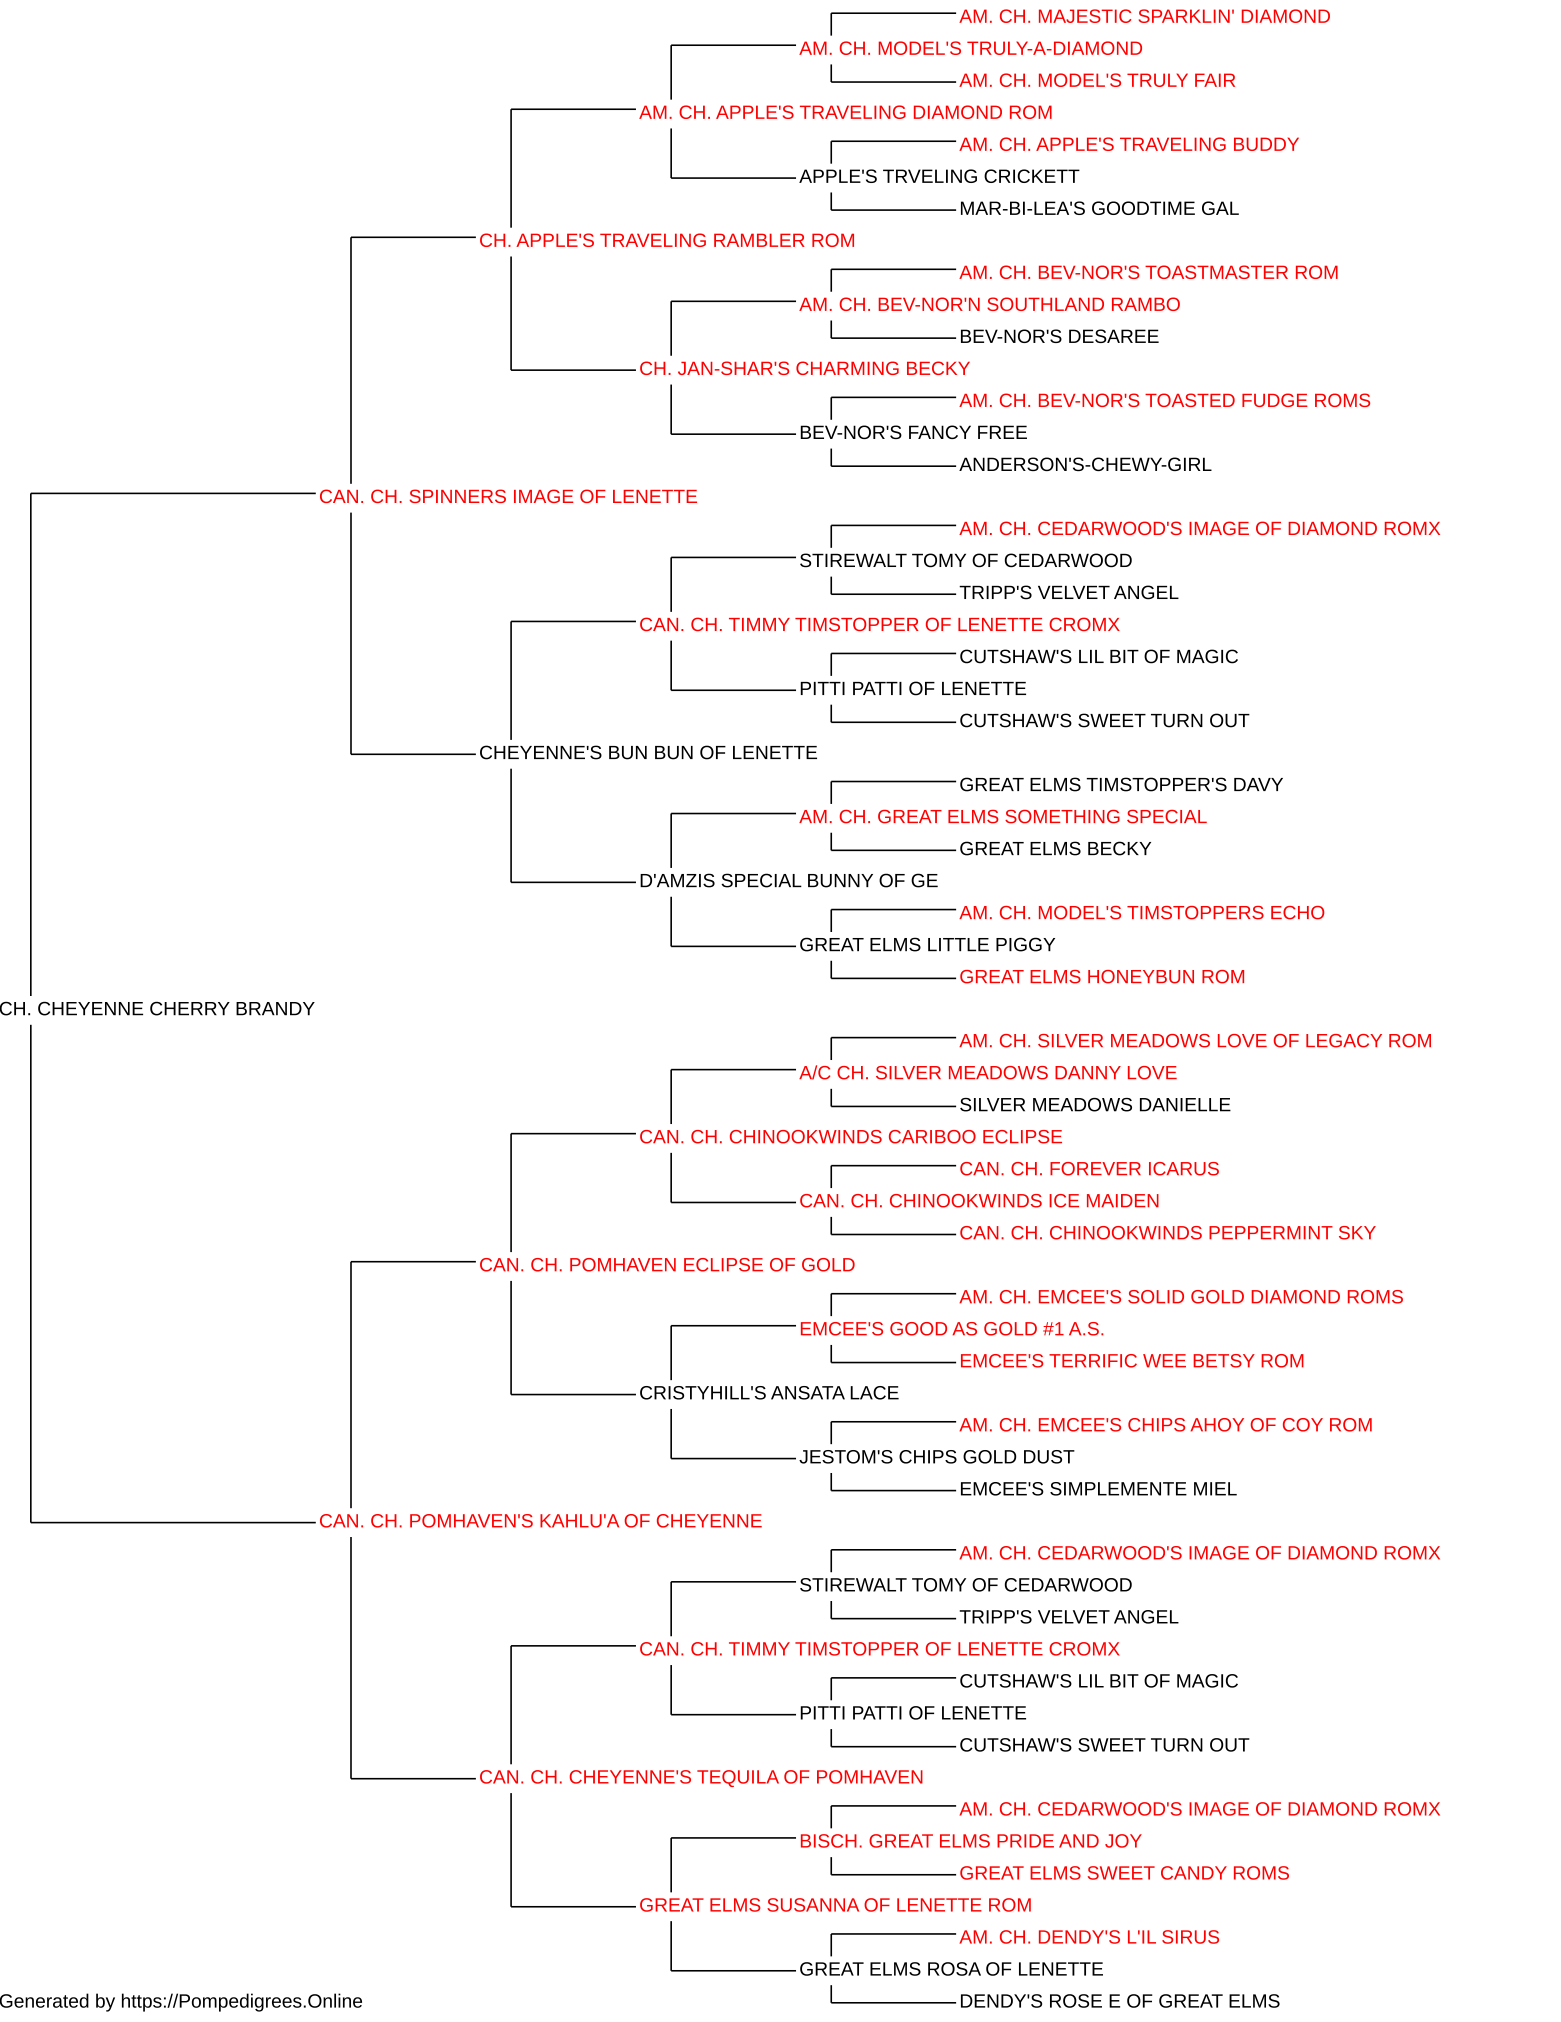 AM. CH. MAJESTIC SPARKLIN' DIAMOND
AM. CH. MODEL'S TRULY-A-DIAMOND
AM. CH. MODEL'S TRULY FAIR
AM. CH. APPLE'S TRAVELING DIAMOND ROM
AM. CH. APPLE'S TRAVELING BUDDY
APPLE'S TRVELING CRICKETT
MAR-BI-LEA'S GOODTIME GAL
CH. APPLE'S TRAVELING RAMBLER ROM
AM. CH. BEV-NOR'S TOASTMASTER ROM
AM. CH. BEV-NOR'N SOUTHLAND RAMBO
BEV-NOR'S DESAREE
CH. JAN-SHAR'S CHARMING BECKY
AM. CH. BEV-NOR'S TOASTED FUDGE ROMS
BEV-NOR'S FANCY FREE
ANDERSON'S-CHEWY-GIRL
CAN. CH. SPINNERS IMAGE OF LENETTE
AM. CH. CEDARWOOD'S IMAGE OF DIAMOND ROMX
STIREWALT TOMY OF CEDARWOOD
TRIPP'S VELVET ANGEL
CAN. CH. TIMMY TIMSTOPPER OF LENETTE CROMX
CUTSHAW'S LIL BIT OF MAGIC
PITTI PATTI OF LENETTE
CUTSHAW'S SWEET TURN OUT
CHEYENNE'S BUN BUN OF LENETTE
GREAT ELMS TIMSTOPPER'S DAVY
AM. CH. GREAT ELMS SOMETHING SPECIAL
GREAT ELMS BECKY
D'AMZIS SPECIAL BUNNY OF GE
AM. CH. MODEL'S TIMSTOPPERS ECHO
GREAT ELMS LITTLE PIGGY
GREAT ELMS HONEYBUN ROM
CH. CHEYENNE CHERRY BRANDY
AM. CH. SILVER MEADOWS LOVE OF LEGACY ROM
A/C CH. SILVER MEADOWS DANNY LOVE
SILVER MEADOWS DANIELLE
CAN. CH. CHINOOKWINDS CARIBOO ECLIPSE
CAN. CH. FOREVER ICARUS
CAN. CH. CHINOOKWINDS ICE MAIDEN
CAN. CH. CHINOOKWINDS PEPPERMINT SKY
CAN. CH. POMHAVEN ECLIPSE OF GOLD
AM. CH. EMCEE'S SOLID GOLD DIAMOND ROMS
EMCEE'S GOOD AS GOLD #1 A.S.
EMCEE'S TERRIFIC WEE BETSY ROM
CRISTYHILL'S ANSATA LACE
AM. CH. EMCEE'S CHIPS AHOY OF COY ROM
JESTOM'S CHIPS GOLD DUST
EMCEE'S SIMPLEMENTE MIEL
CAN. CH. POMHAVEN'S KAHLU'A OF CHEYENNE
AM. CH. CEDARWOOD'S IMAGE OF DIAMOND ROMX
STIREWALT TOMY OF CEDARWOOD
TRIPP'S VELVET ANGEL
CAN. CH. TIMMY TIMSTOPPER OF LENETTE CROMX
CUTSHAW'S LIL BIT OF MAGIC
PITTI PATTI OF LENETTE
CUTSHAW'S SWEET TURN OUT
CAN. CH. CHEYENNE'S TEQUILA OF POMHAVEN
AM. CH. CEDARWOOD'S IMAGE OF DIAMOND ROMX
BISCH. GREAT ELMS PRIDE AND JOY
GREAT ELMS SWEET CANDY ROMS
GREAT ELMS SUSANNA OF LENETTE ROM
AM. CH. DENDY'S L'IL SIRUS
GREAT ELMS ROSA OF LENETTE
DENDY'S ROSE E OF GREAT ELMS
Generated by https://Pompedigrees.Online